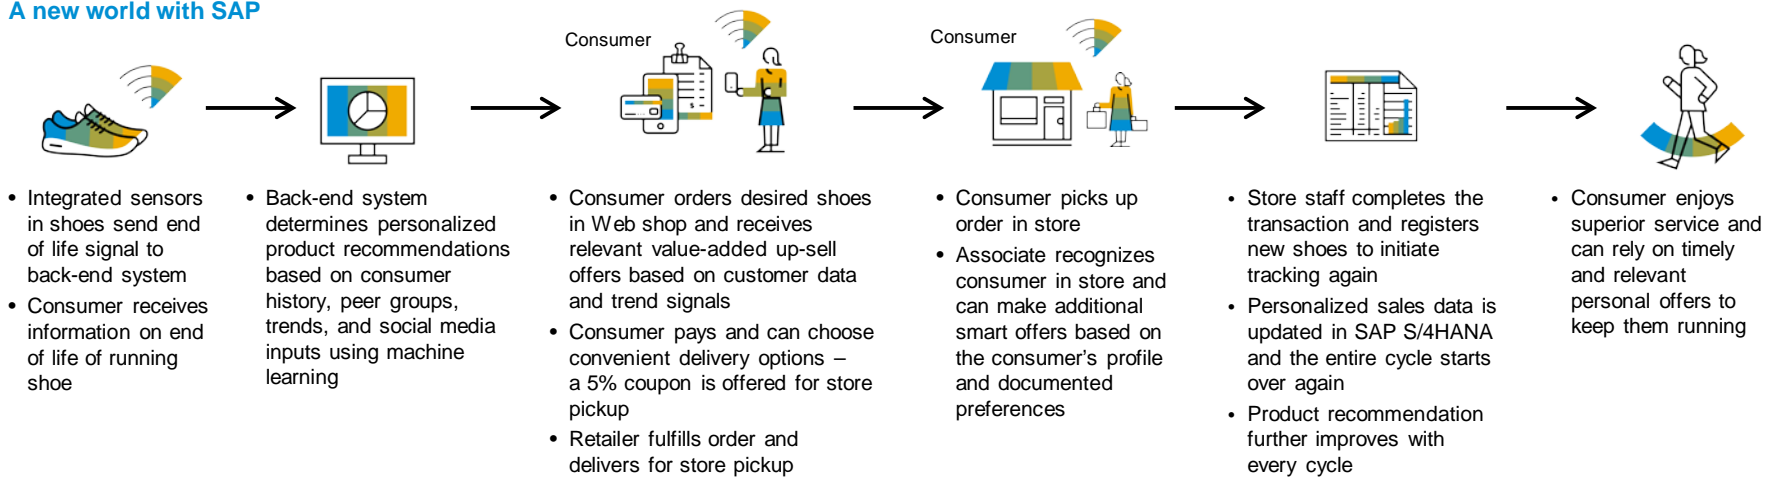 A new world with SAP
• Integrated sensors
in shoes send end
of life signal to
back-end system
• Consumer receives
information on end
of life of running
shoe
• Back-end system
determines personalized
product recommendations
based on consumer
history, peer groups,
trends, and social media
inputs using machine
learning
Consumer
• Consumer orders desired shoes
in Web shop and receives
relevant value-added up-sell
offers based on customer data
and trend signals
• Consumer pays and can choose
convenient delivery options –
a 5% coupon is offered for store
pickup
• Retailer fulfills order and
delivers for store pickup
Consumer
• Consumer picks up
order in store
• Associate recognizes
consumer in store and
can make additional
smart offers based on
the consumer’s profile
and documented
preferences
• Store staff completes the
transaction and registers
new shoes to initiate
tracking again
• Personalized sales data is
updated in SAP S/4HANA
and the entire cycle starts
over again
• Product recommendation
further improves with
every cycle
• Consumer enjoys
superior service and
can rely on timely
and relevant
personal offers to
keep them running